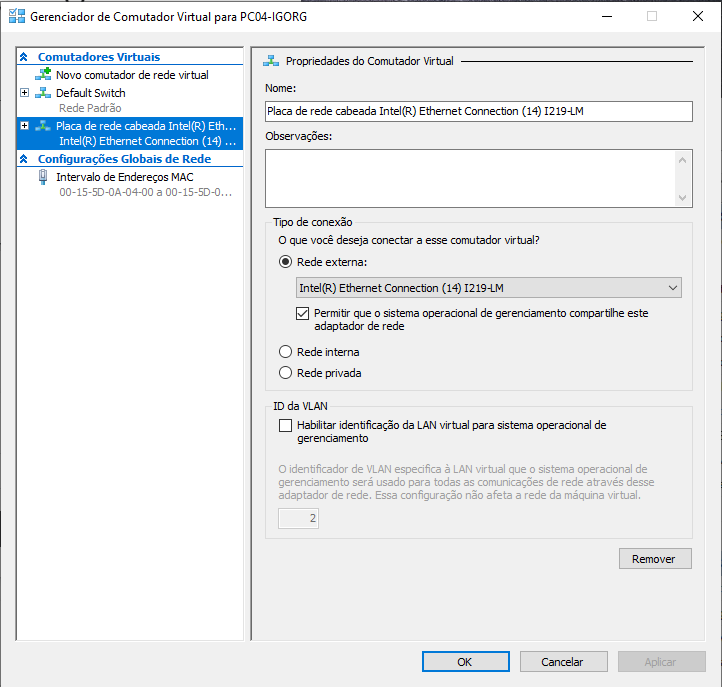 Gerenciador de Comutador Virtual para PC04-IGORG
Comutadores Virtuais
Novo comutador de rede virtual
Default Switch
Rede Padrão
Placa de rede cabeada Intel(R) Eth...
Intel(R) Ethernet Connection (14) ...
Configurações Globais de Rede
Intervalo de Endereços MAC
00-15-5D-0A-04-00 a 00-15-5D-0...
Propriedades do Comutador Virtual
Nome:
Placa de rede cabeada Intel(R) Ethernet Connection (14) I219-LM
Observações:
Tipo de conexão
O que você deseja conectar a esse comutador virtual?
Rede externa:
Intel(R) Ethernet Connection (14) I219-LM
Permitir que o sistema operacional de gerenciamento compartilhe este
adaptador de rede
Rede interna
Rede privada
ID da VLAN
Habilitar identificação da LAN virtual para sistema operacional de
gerenciamento
O identificador de VLAN especifica à LAN virtual que o sistema operacional de
gerenciamento será usado para todas as comunicações de rede através desse
adaptador de rede. Essa configuração não afeta a rede da máquina virtual.
2
Remover
OK
Cancelar
Aplicar